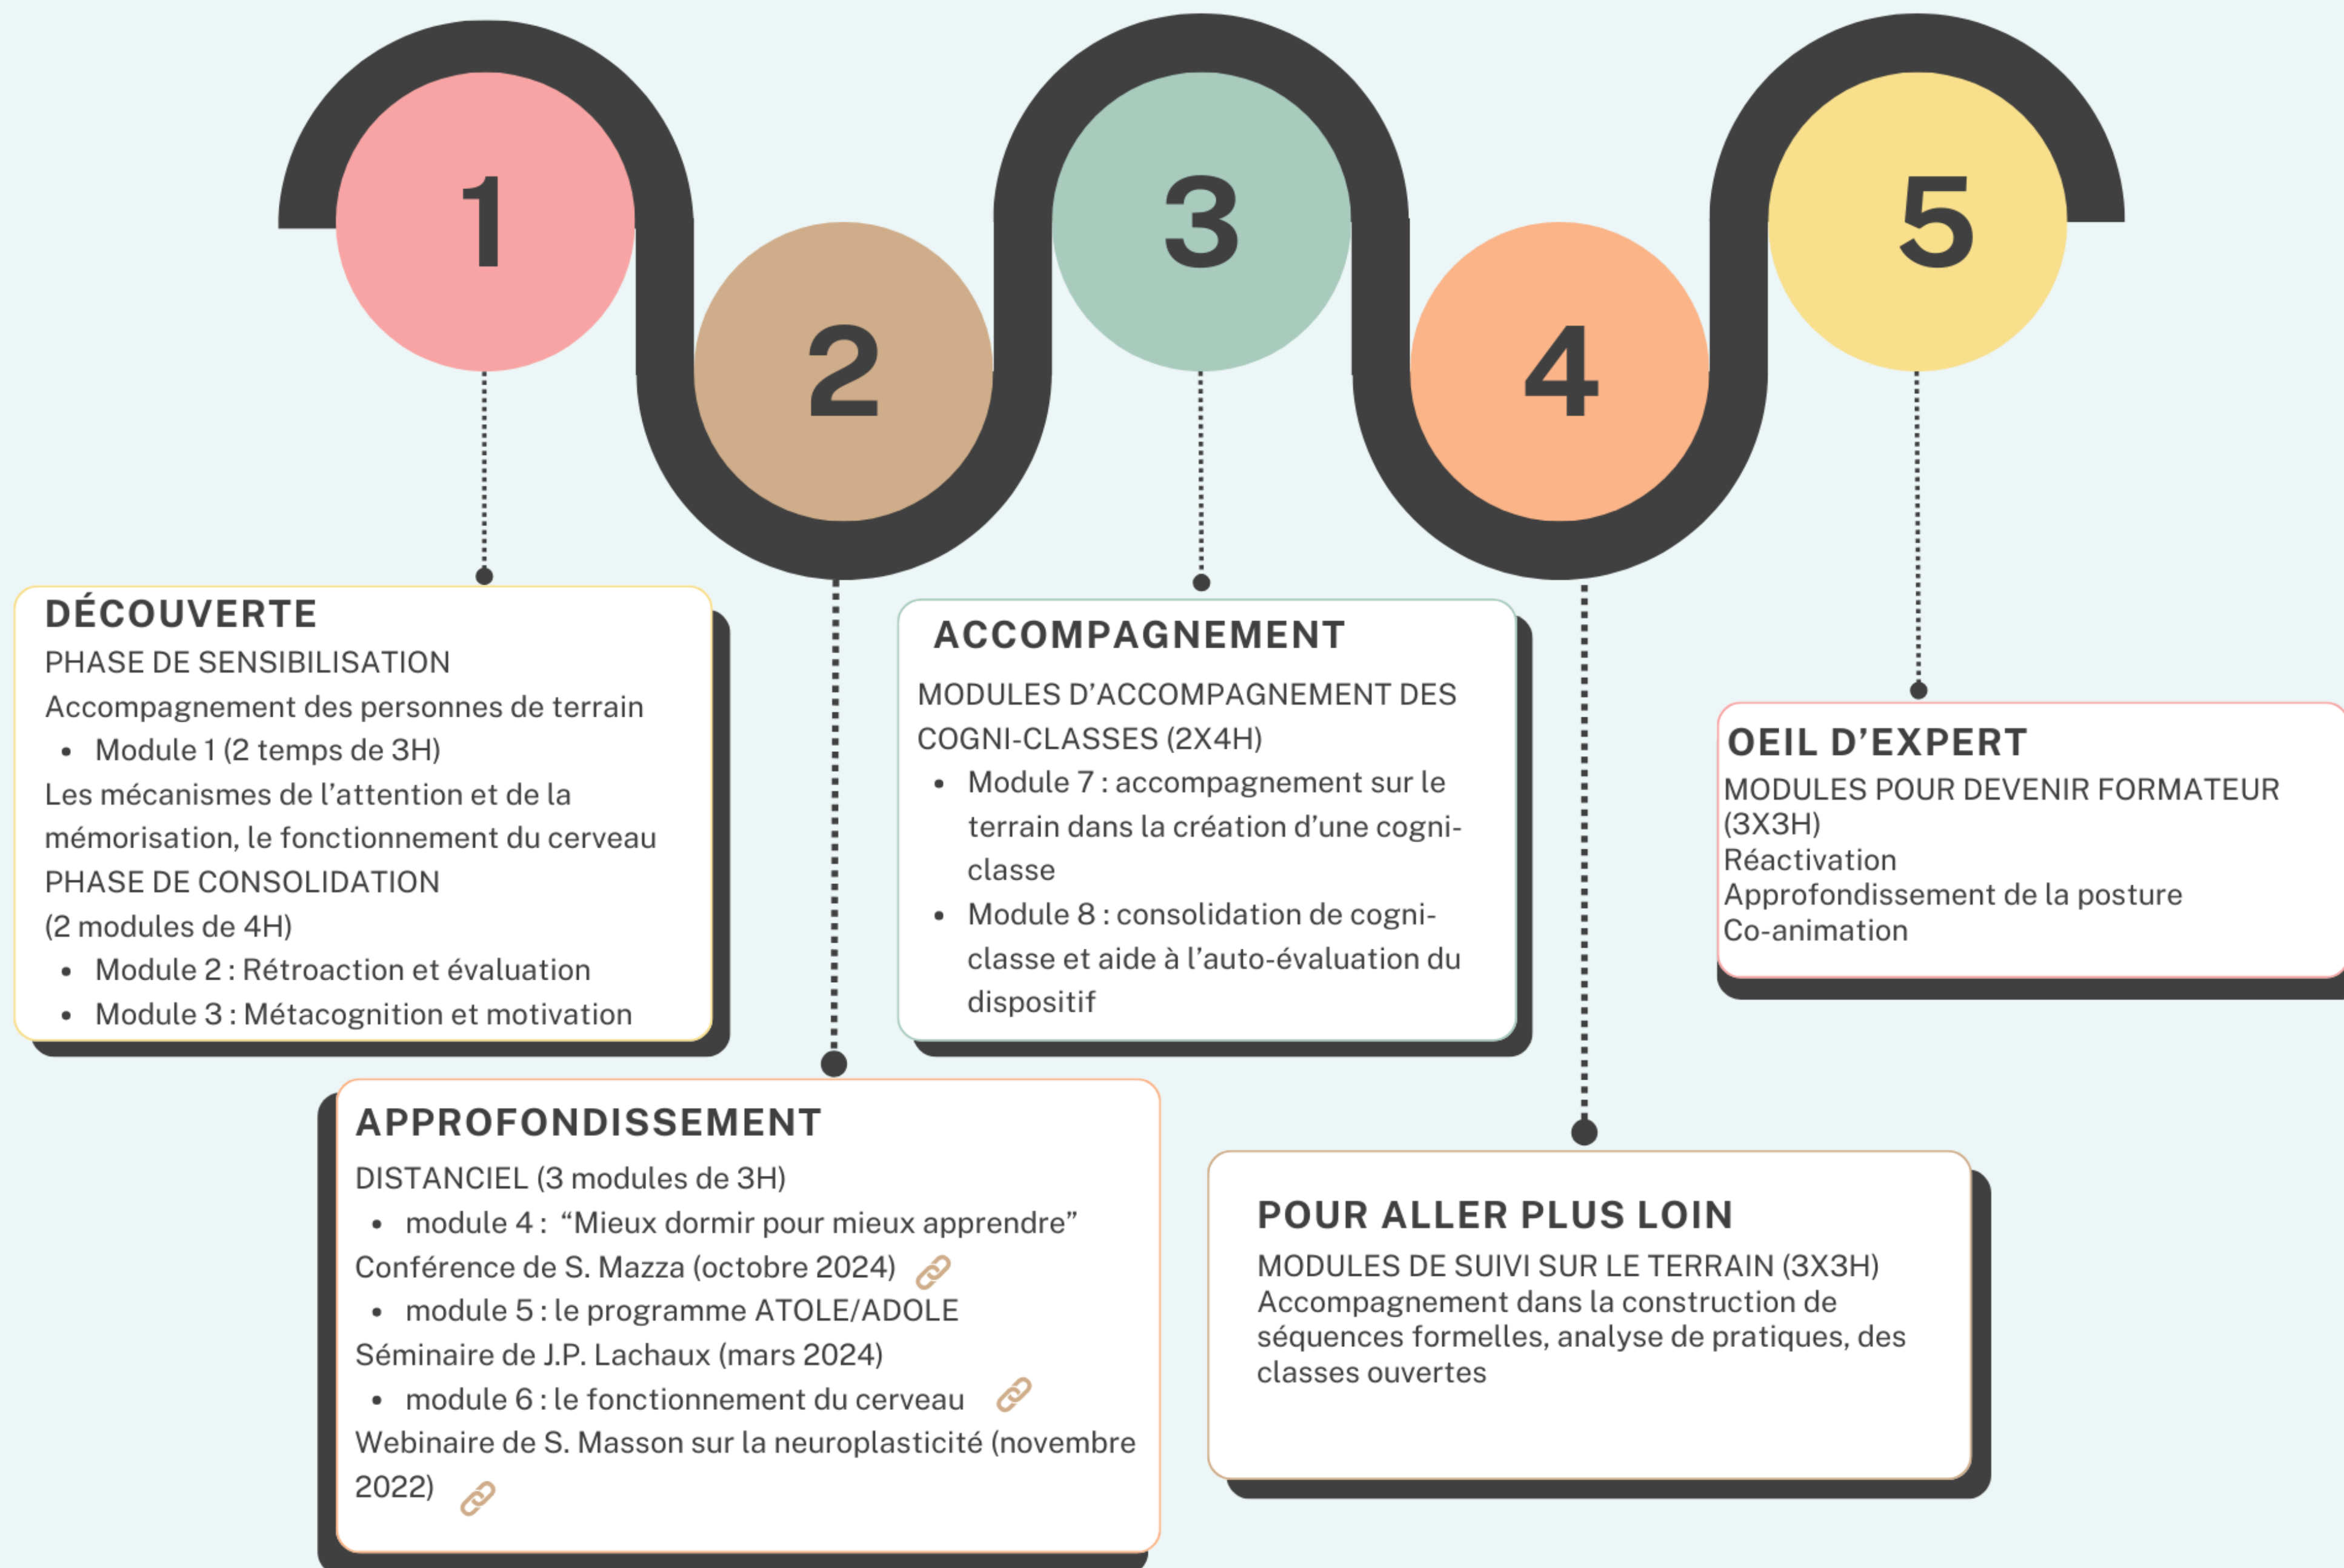 1
2
3
4
5
DÉCOUVERTE
PHASE DE SENSIBILISATION
Accompagnement des personnes de terrain
• Module 1 (2 temps de 3H)
Les mécanismes de l’attention et de la
mémorisation, le fonctionnement du cerveau
PHASE DE CONSOLIDATION
(2 modules de 4H)
• Module 2 : Rétroaction et évaluation
• Module 3 : Métacognition et motivation
APPROFONDISSEMENT
DISTANCIEL (3 modules de 3H)
• module 4 : “Mieux dormir pour mieux apprendre”
Conférence de S. Mazza (octobre 2024)
• module 5 : le programme ATOLE/ADOLE
Séminaire de J.P. Lachaux (mars 2024)
• module 6 : le fonctionnement du cerveau
Webinaire de S. Masson sur la neuroplasticité (novembre
2022)
ACCOMPAGNEMENT
MODULES D’ACCOMPAGNEMENT DES
COGNI-CLASSES (2X4H)
• Module 7 : accompagnement sur le
terrain dans la création d’une cogni-
classe
• Module 8 : consolidation de cogni-
classe et aide à l’auto-évaluation du
dispositif
POUR ALLER PLUS LOIN
MODULES DE SUIVI SUR LE TERRAIN (3X3H)
Accompagnement dans la construction de
séquences formelles, analyse de pratiques, des
classes ouvertes
OEIL D’EXPERT
MODULES POUR DEVENIR FORMATEUR
(3X3H)
Réactivation
Approfondissement de la posture
Co-animation